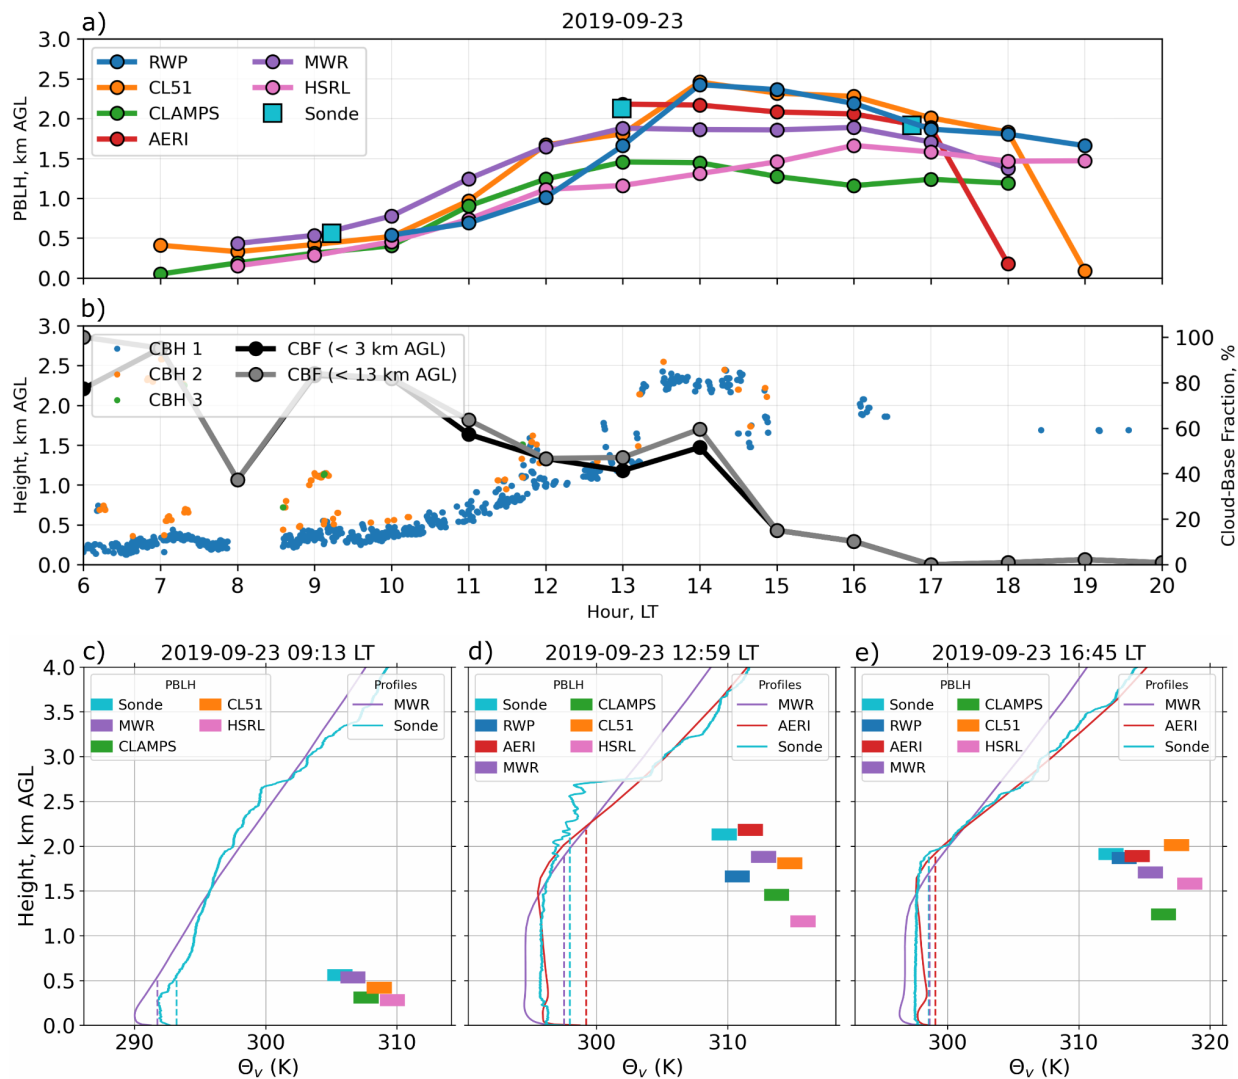 a)
2019-09-23
PBLH, km AGL
3.0
2.5
2.0
1.5
1.0
0.5
0.0
RWP
CL51
CLAMPS
AERI
MWR
HSRL
Sonde
b)
Height, km AGL
3.0
2.5
2.0
1.5
1.0
0.5
0.0
CBH 1
CBH 2
CBH 3
CBF (< 3 km AGL)
CBF (< 13 km AGL)
100
80
60
40
20
0
Cloud-Base Fraction, %
6 7 8 9 10 11 12 13 14 15 16 17 18 19 20
Hour, LT
c)
2019-09-23 09:13 LT
Height, km AGL
4.0
3.5
3.0
2.5
2.0
1.5
1.0
0.5
0.0
PBLH
Sonde
MWR
CLAMPS
CL51
HSRL
Profiles
MWR
Sonde
290 300 310
Θv (K)
d)
2019-09-23 12:59 LT
PBLH
Sonde
RWP
AERI
MWR
CLAMPS
CL51
HSRL
Profiles
MWR
AERI
Sonde
300 310
Θv (K)
e)
2019-09-23 16:45 LT
PBLH
Sonde
RWP
AERI
MWR
CLAMPS
CL51
HSRL
Profiles
MWR
AERI
Sonde
300 310 320
Θv (K)